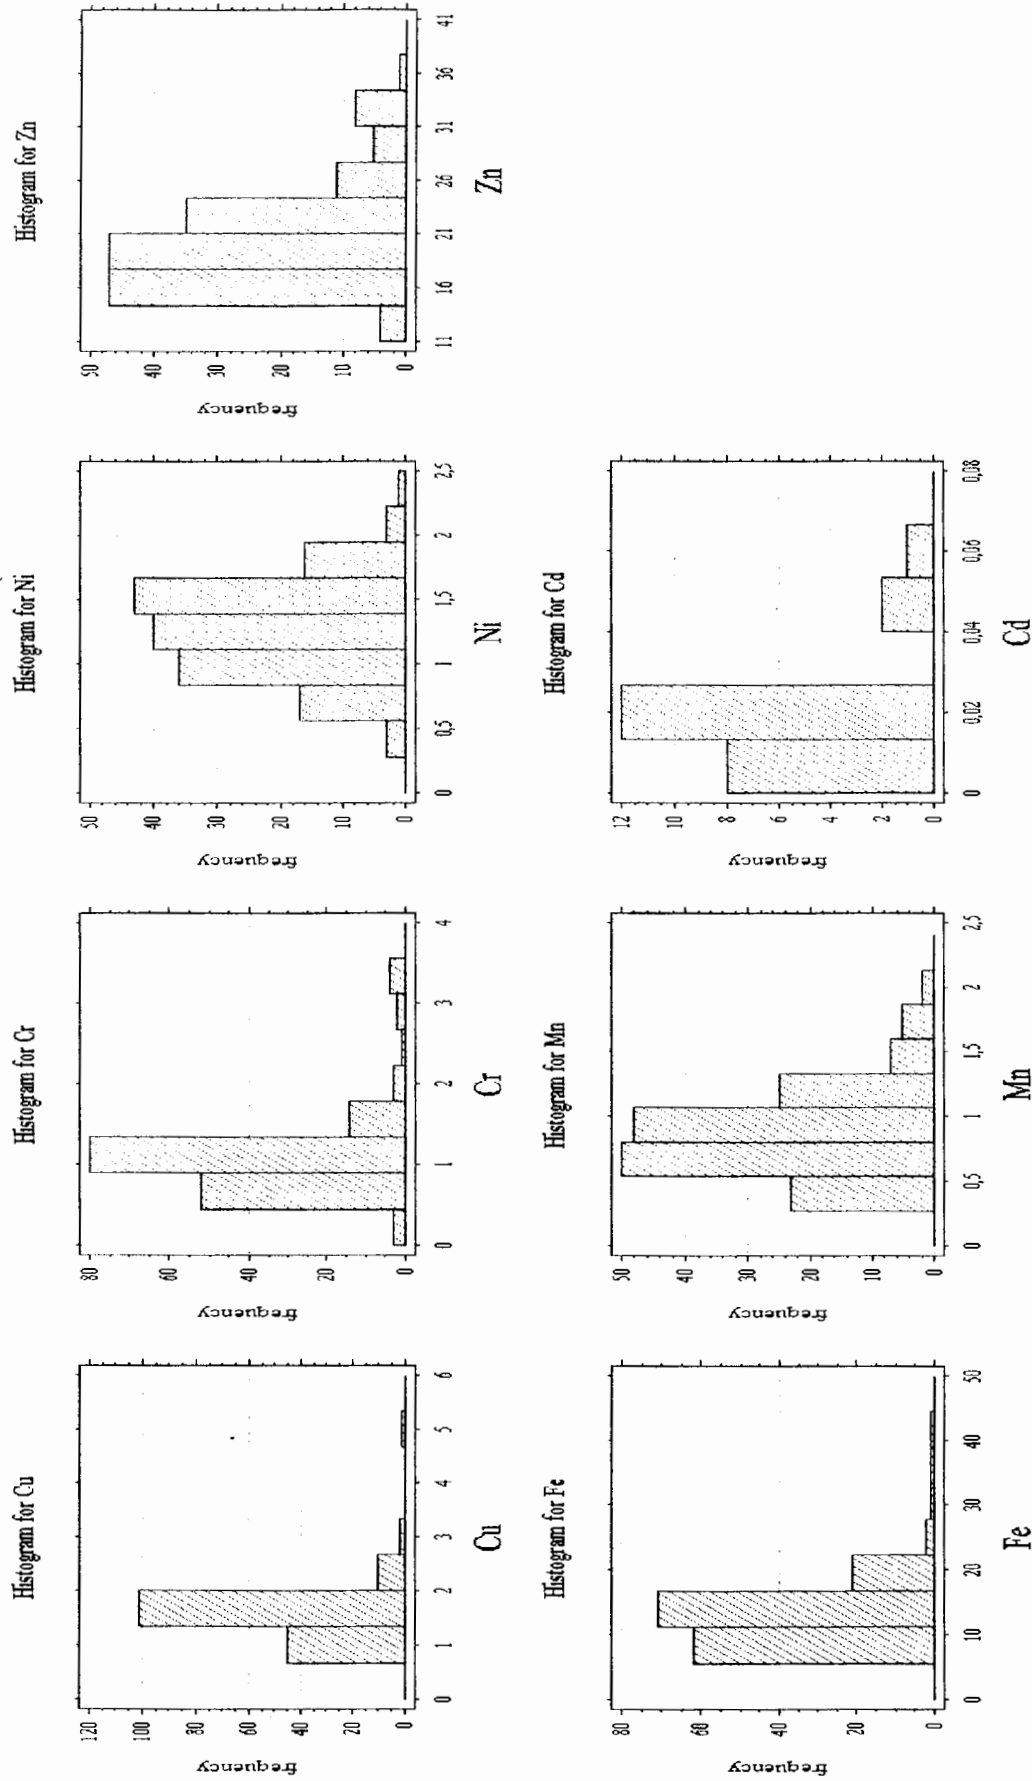 Histogram for Cu
frequency
120
100
80
60
40
20
0
0 1 2 3 4 5 6
Cu
Histogram for Cr
frequency
80
60
40
20
0
0 1 2 3 4
Cr
Histogram for Ni
frequency
50
40
30
20
10
0
0 0,5 1 1,5 2 2,5
Ni
Histogram for Zn
frequency
50
40
30
20
10
0
11 16 21 26 31 36 41
Zn
Histogram for Fe
frequency
80
60
40
20
0
0 10 20 30 40 50
Fe
Histogram for Mn
frequency
50
40
30
20
10
0
0 0,5 1 1,5 2 2,5
Mn
Histogram for Cd
frequency
12
10
8
6
4
2
0
0 0,02 0,04 0,06 0,08
Cd